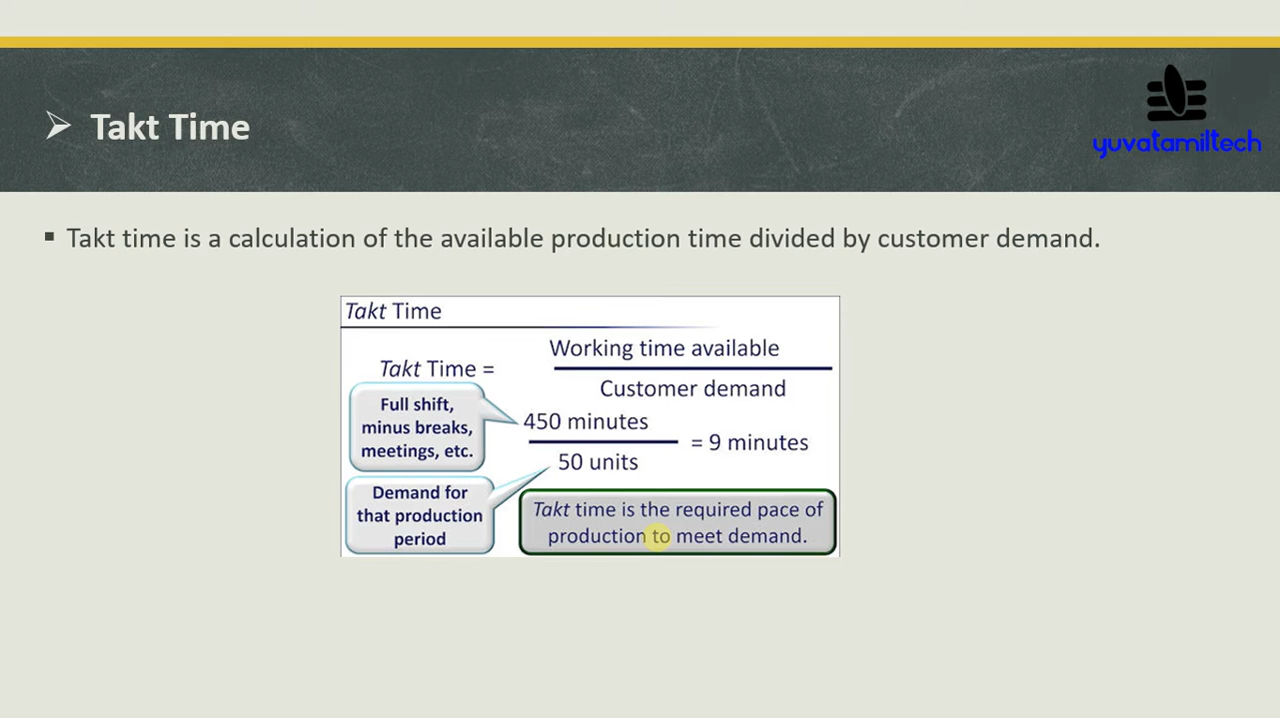 ➢ Takt Time
yuvatamiltech
▪ Takt time is a calculation of the available production time divided by customer demand.
Takt Time
Takt Time =
Working time available
Customer demand
Full shift,
minus breaks,
meetings, etc.
450 minutes
50 units
= 9 minutes
Demand for
that production
period
Takt time is the required pace of
production to meet demand.